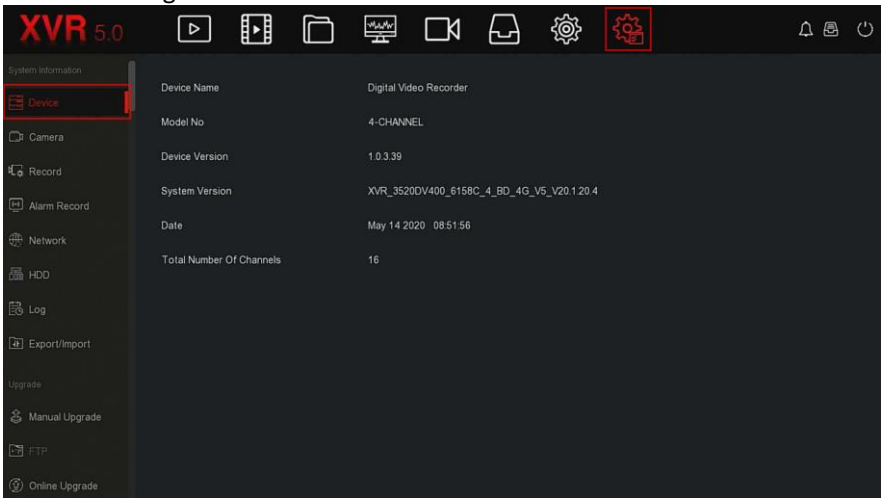 XVR 5.0
System Information
Device
Camera
Record
Alarm Record
Network
HDD
Log
Export/Import
Upgrade
Manual Upgrade
FTP
Online Upgrade
Device Name Digital Video Recorder
Model No 4-CHANNEL
Device Version 1.0.3.39
System Version XVR_3520DV400_6158C_4_BD_4G_V5_V20.1.20.4
Date May 14 2020 08:51:56
Total Number Of Channels 16